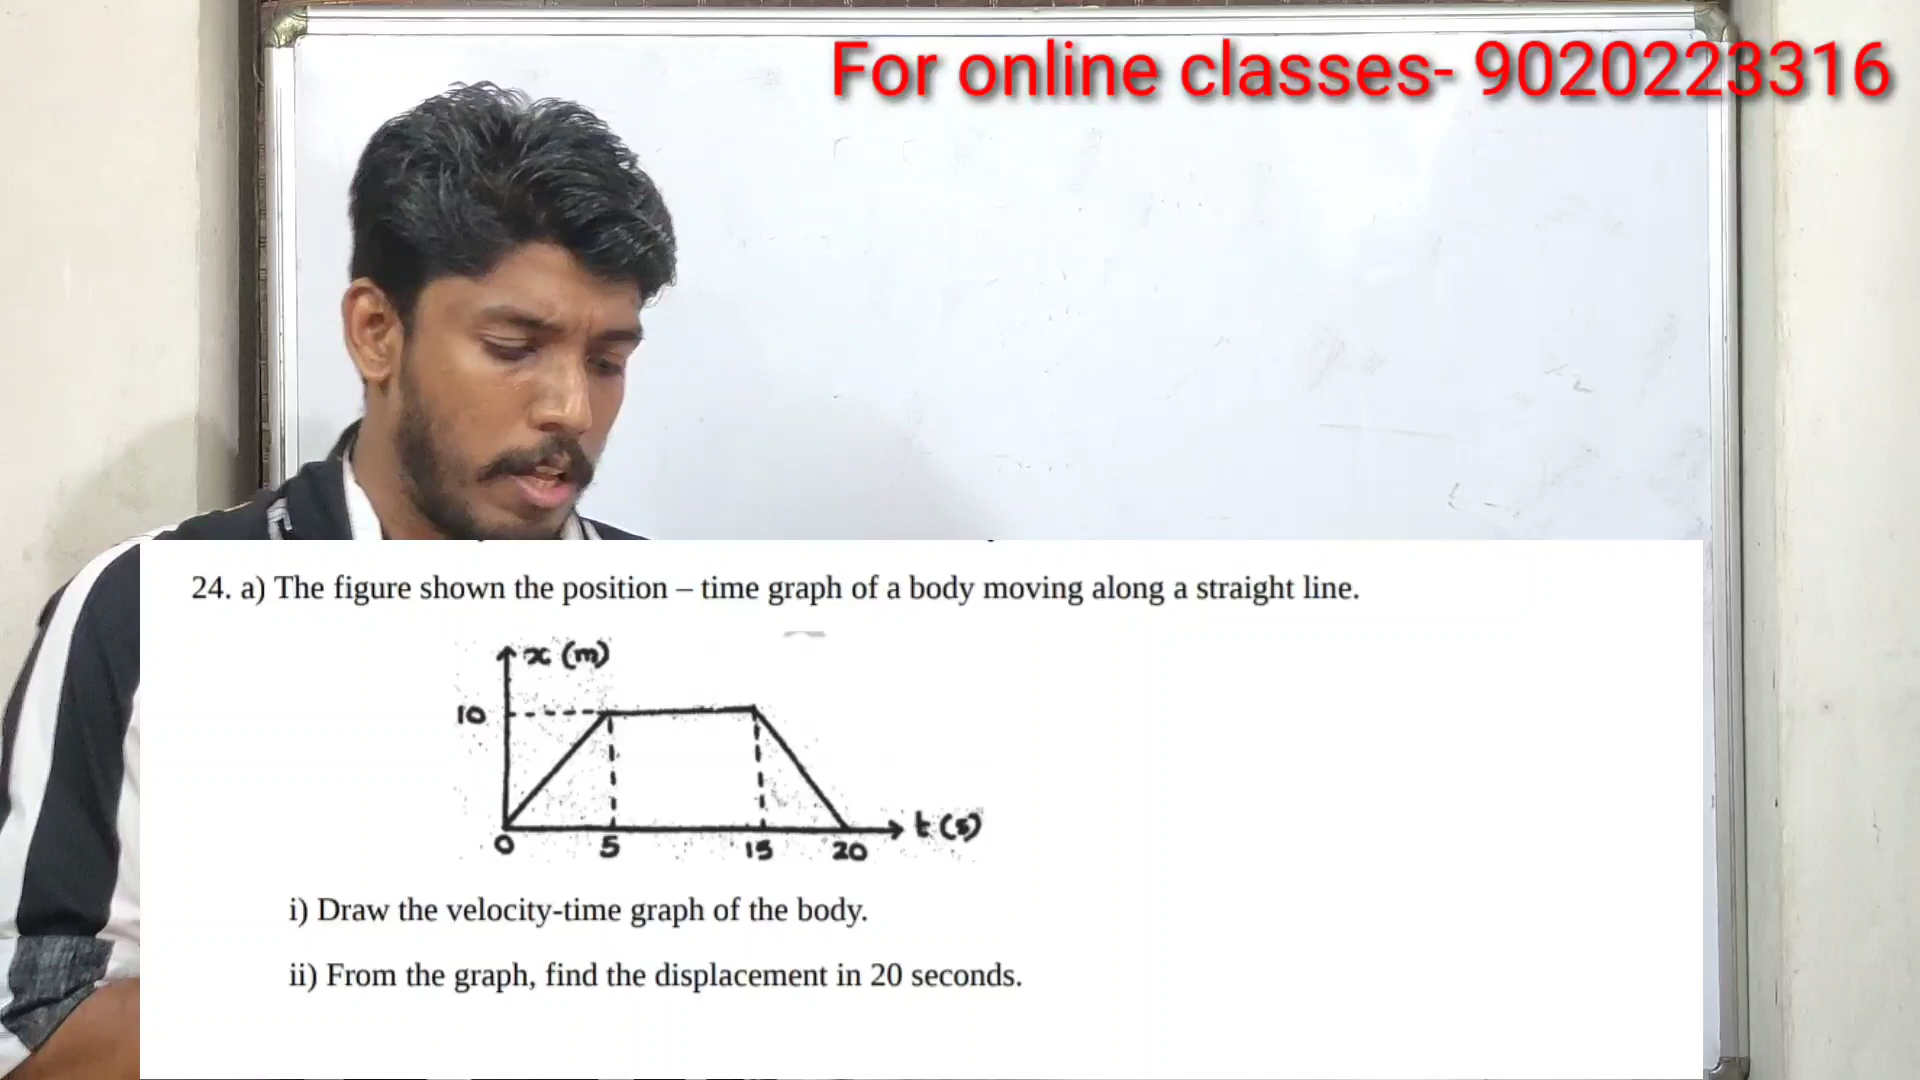 For online classes- 9020223316
24. a) The figure shown the position – time graph of a body moving along a straight line.
x (m)
10
t (s)
0 5 15 20
i) Draw the velocity-time graph of the body.
ii) From the graph, find the displacement in 20 seconds.